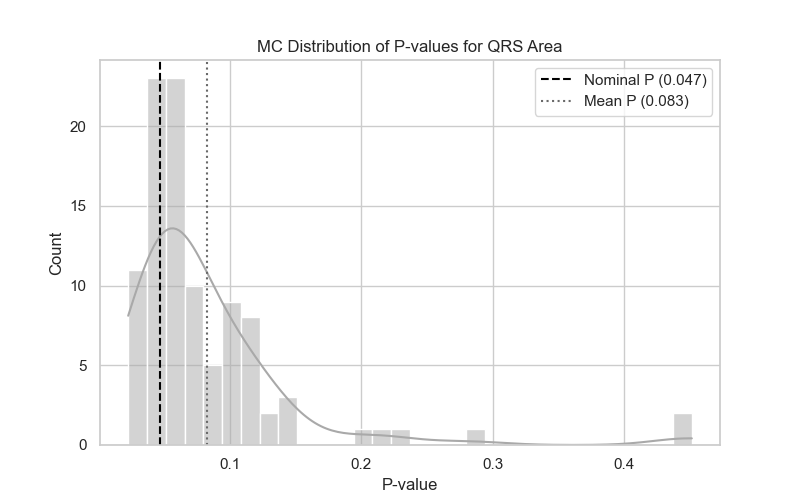 MC Distribution of P-values for QRS Area
Nominal P (0.047)
Mean P (0.083)
Count
20
15
10
5
0
0.1 0.2 0.3 0.4
P-value